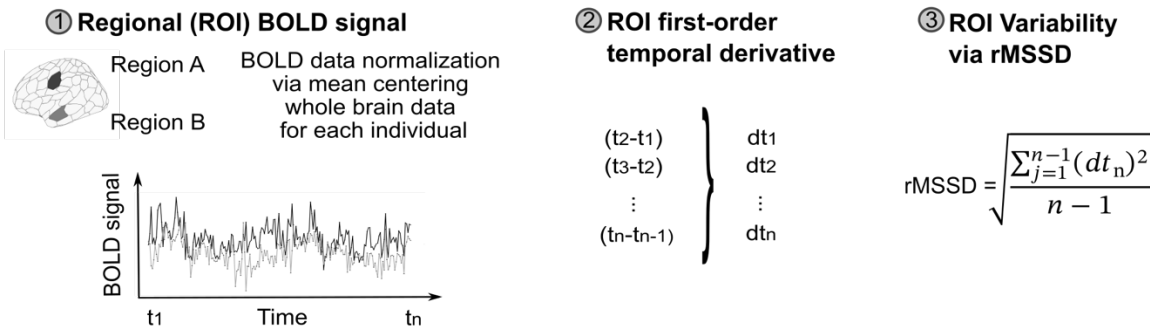 1 Regional (ROI) BOLD signal
Region A
Region B
BOLD data normalization
via mean centering
whole brain data
for each individual
BOLD signal
t1 Time tn
2 ROI first-order
temporal derivative
(t2-t1) dt1
(t3-t2) dt2
⋮ ⋮
(tn-tn-1) dtn
3 ROI Variability
via rMSSD
rMSSD = √(∑_{j=1}^{n−1}(dt_n)^2 / (n − 1))